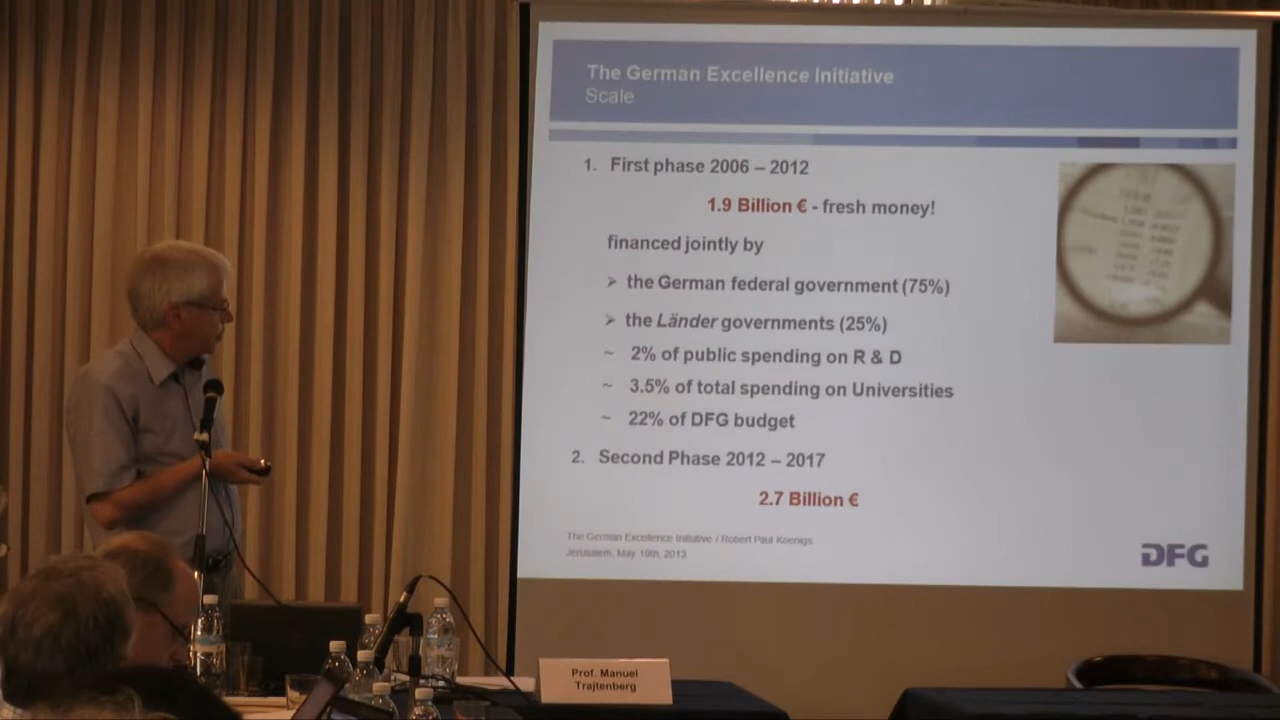 The German Excellence Initiative
Scale
1. First phase 2006 – 2012
1.9 Billion € - fresh money!
financed jointly by
➢ the German federal government (75%)
➢ the Länder governments (25%)
~ 2% of public spending on R & D
~ 3.5% of total spending on Universities
~ 22% of DFG budget
2. Second Phase 2012 – 2017
2.7 Billion €
The German Excellence Initiative / Robert Paul Koenigs
Jerusalem, May 19th, 2013
DFG
Prof. Manuel
Trajtenberg